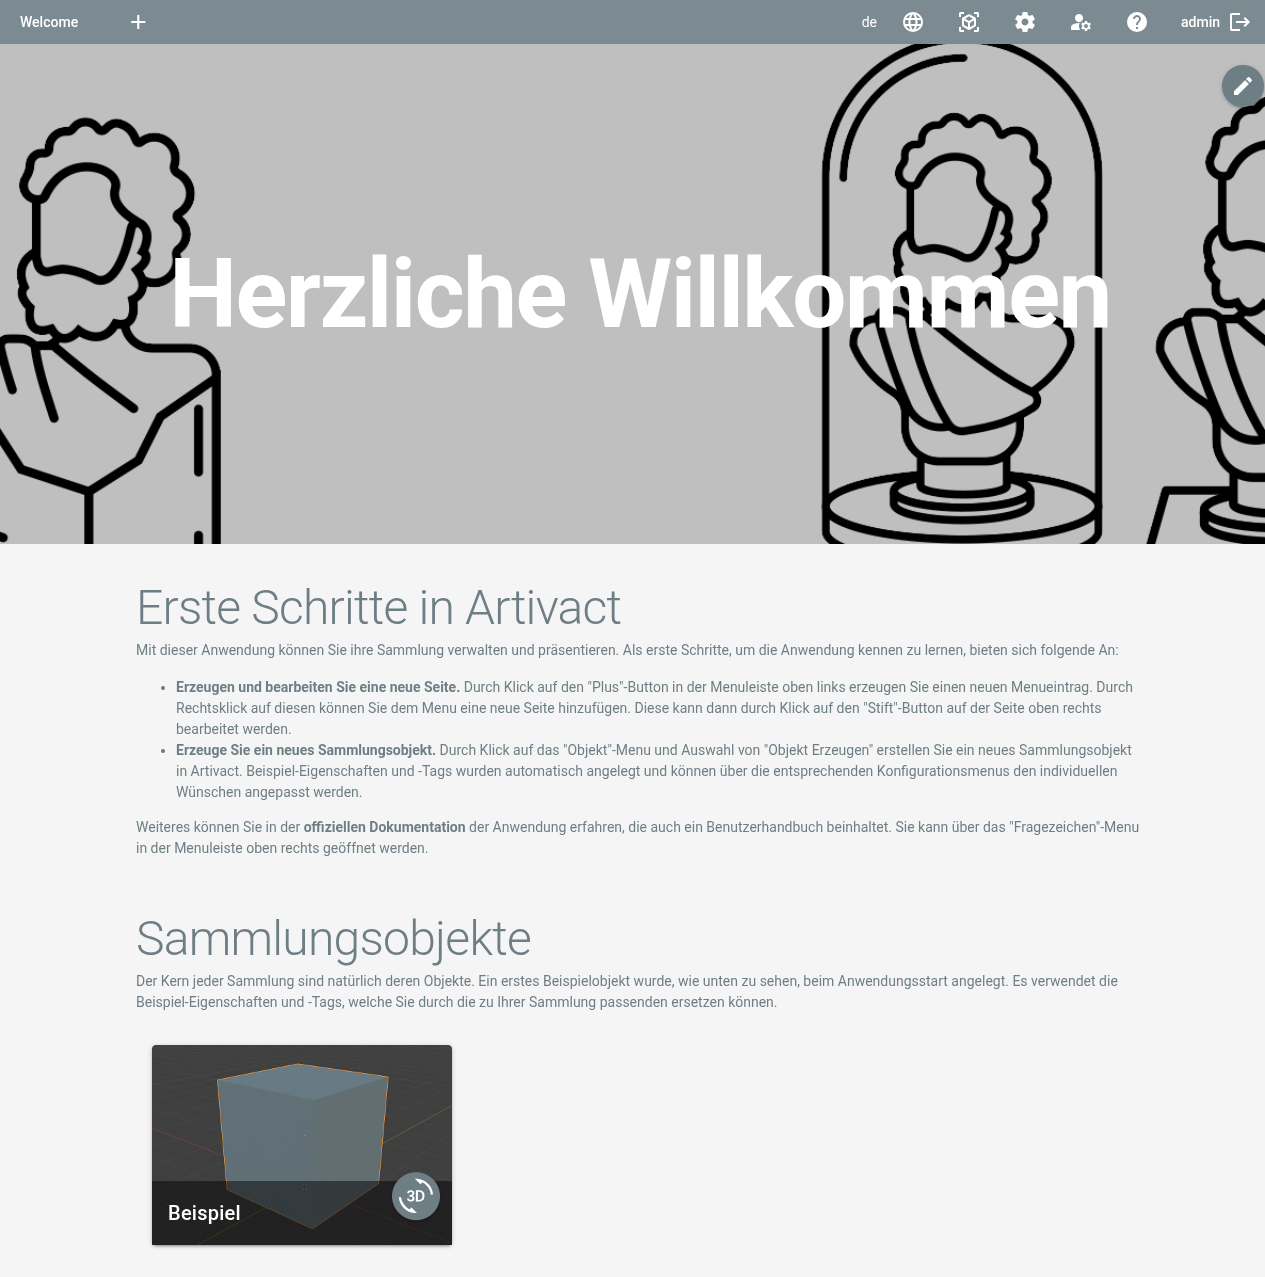 Welcome
de
admin
Herzliche Willkommen
Erste Schritte in Artivact
Mit dieser Anwendung können Sie ihre Sammlung verwalten und präsentieren. Als erste Schritte, um die Anwendung kennen zu lernen, bieten sich folgende An:
Erzeugen und bearbeiten Sie eine neue Seite. Durch Klick auf den "Plus"-Button in der Menuleiste oben links erzeugen Sie einen neuen Menueintrag. Durch
Rechtsklick auf diesen können Sie dem Menu eine neue Seite hinzufügen. Diese kann dann durch Klick auf den "Stift"-Button auf der Seite oben rechts
bearbeitet werden.
Erzeuge Sie ein neues Sammlungsobjekt. Durch Klick auf das "Objekt"-Menu und Auswahl von "Objekt Erzeugen" erstellen Sie ein neues Sammlungsobjekt
in Artivact. Beispiel-Eigenschaften und -Tags wurden automatisch angelegt und können über die entsprechenden Konfigurationsmenus den individuellen
Wünschen angepasst werden.
Weiteres können Sie in der offiziellen Dokumentation der Anwendung erfahren, die auch ein Benutzerhandbuch beinhaltet. Sie kann über das "Fragezeichen"-Menu
in der Menuleiste oben rechts geöffnet werden.
Sammlungsobjekte
Der Kern jeder Sammlung sind natürlich deren Objekte. Ein erstes Beispielobjekt wurde, wie unten zu sehen, beim Anwendungsstart angelegt. Es verwendet die
Beispiel-Eigenschaften und -Tags, welche Sie durch die zu Ihrer Sammlung passenden ersetzen können.
3D
Beispiel